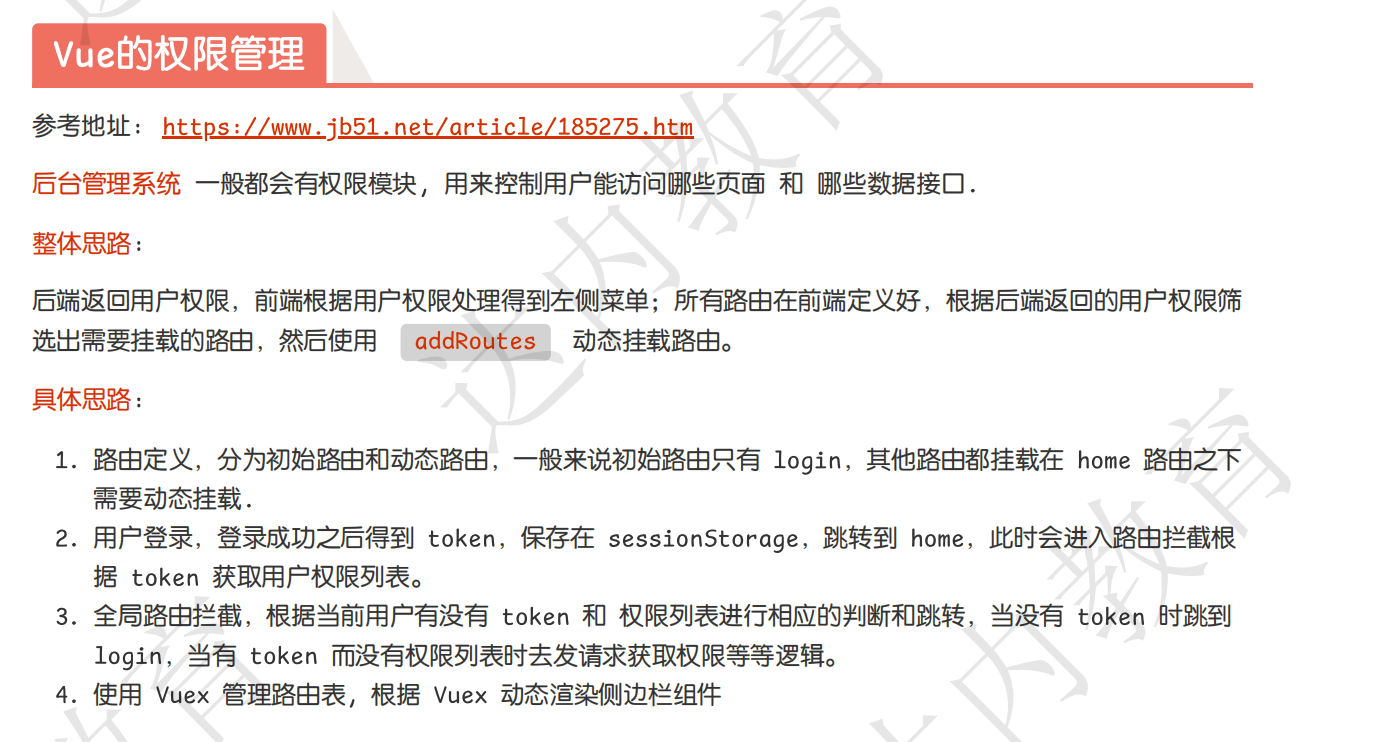 Vue的权限管理
参考地址： https://www.jb51.net/article/185275.htm
后台管理系统 一般都会有权限模块, 用来控制用户能访问哪些页面 和 哪些数据接口.
整体思路:
后端返回用户权限，前端根据用户权限处理得到左侧菜单；所有路由在前端定义好，根据后端返回的用户权限筛
选出需要挂载的路由，然后使用 addRoutes 动态挂载路由。
具体思路:
1. 路由定义，分为初始路由和动态路由，一般来说初始路由只有 login，其他路由都挂载在 home 路由之下
需要动态挂载.
2. 用户登录，登录成功之后得到 token，保存在 sessionStorage，跳转到 home，此时会进入路由拦截根
据 token 获取用户权限列表。
3. 全局路由拦截，根据当前用户有没有 token 和 权限列表进行相应的判断和跳转，当没有 token 时跳到
login，当有 token 而没有权限列表时去发请求获取权限等等逻辑。
4. 使用 Vuex 管理路由表, 根据 Vuex 动态渲染侧边栏组件
达内教育
达内教育
教育